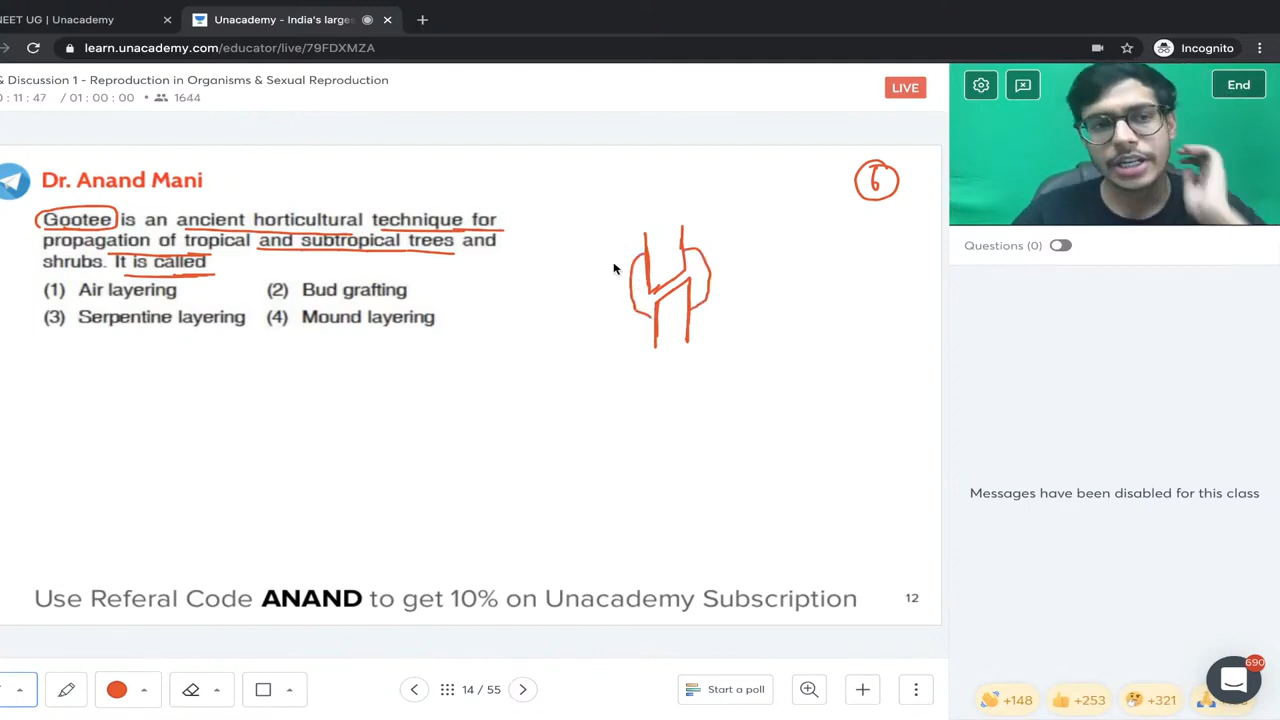 NEET UG | Unacademy
Unacademy - India's larges
learn.unacademy.com/educator/live/79FDXMZA
Incognito
& Discussion 1 - Reproduction in Organisms & Sexual Reproduction
0 : 11 : 47 / 01 : 00 : 00 • 1644
LIVE
End
Dr. Anand Mani
6
Gootee is an ancient horticultural technique for
propagation of tropical and subtropical trees and
shrubs. It is called
(1) Air layering (2) Bud grafting
(3) Serpentine layering (4) Mound layering
Questions (0)
Messages have been disabled for this class
Use Referal Code ANAND to get 10% on Unacademy Subscription
12
14 / 55
Start a poll
690
+148 +253 +321